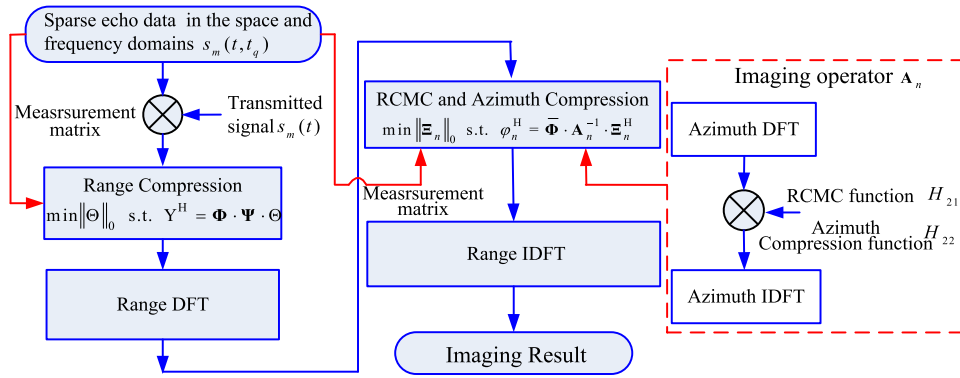 Sparse echo data in the space and
frequency domains s_m(t,t_q)
Measrsurement
matrix
Transmitted
signal s_m(t)
Range Compression
min‖Θ‖_0 s.t. Y^H = Φ · Ψ · Θ
Range DFT
RCMC and Azimuth Compression
min‖Ξ_n‖_0 s.t. φ_n^H = Φ̅ · A_n^{-1} · Ξ_n^H
Measrsurement
matrix
Range IDFT
Imaging Result
Imaging operator A_n
Azimuth DFT
RCMC function H_21
Azimuth
Compression function H_22
Azimuth IDFT